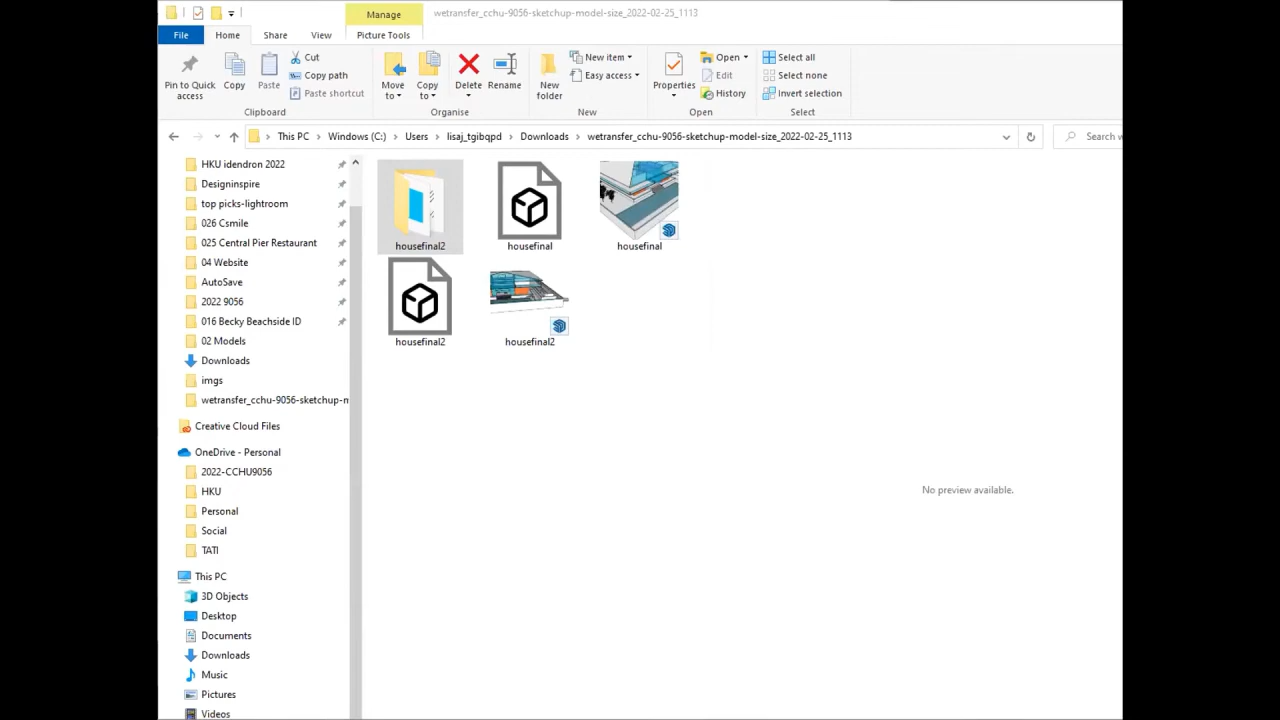 Manage
wetransfer_cchu-9056-sketchup-model-size_2022-02-25_1113
File
Home
Share
View
Picture Tools
Pin to Quick access
Copy
Paste
Cut
Copy path
Paste shortcut
Clipboard
Move to
Copy to
Delete
Rename
Organise
New folder
New item
Easy access
New
Properties
Open
Edit
History
Open
Select all
Select none
Invert selection
Select
This PC > Windows (C:) > Users > lisaj_tgibqpd > Downloads > wetransfer_cchu-9056-sketchup-model-size_2022-02-25_1113
Search w
HKU idendron 2022
Designinspire
top picks-lightroom
026 Csmile
025 Central Pier Restaurant
04 Website
AutoSave
2022 9056
016 Becky Beachside ID
02 Models
Downloads
imgs
wetransfer_cchu-9056-sketchup-m
Creative Cloud Files
OneDrive - Personal
2022-CCHU9056
HKU
Personal
Social
TATI
This PC
3D Objects
Desktop
Documents
Downloads
Music
Pictures
Videos
housefinal2
housefinal
housefinal
housefinal2
housefinal2
No preview available.